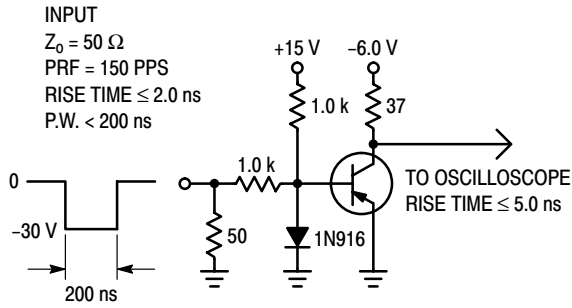 INPUT
Zo = 50 Ω
PRF = 150 PPS
RISE TIME ≤ 2.0 ns
P.W. < 200 ns
+15 V
−6.0 V
1.0 k
37
1.0 k
0
TO OSCILLOSCOPE
RISE TIME ≤ 5.0 ns
−30 V
50
1N916
200 ns